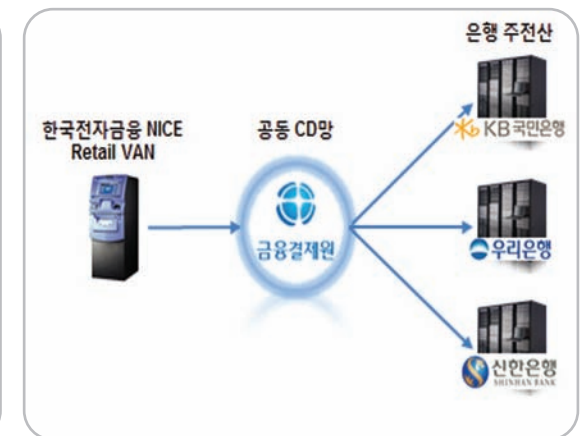 은행 주전산
한국전자금융 NICE
Retail VAN
공동 CD망
KB 국민은행
금융결제원
우리은행
신한은행
SHINHAN BANK